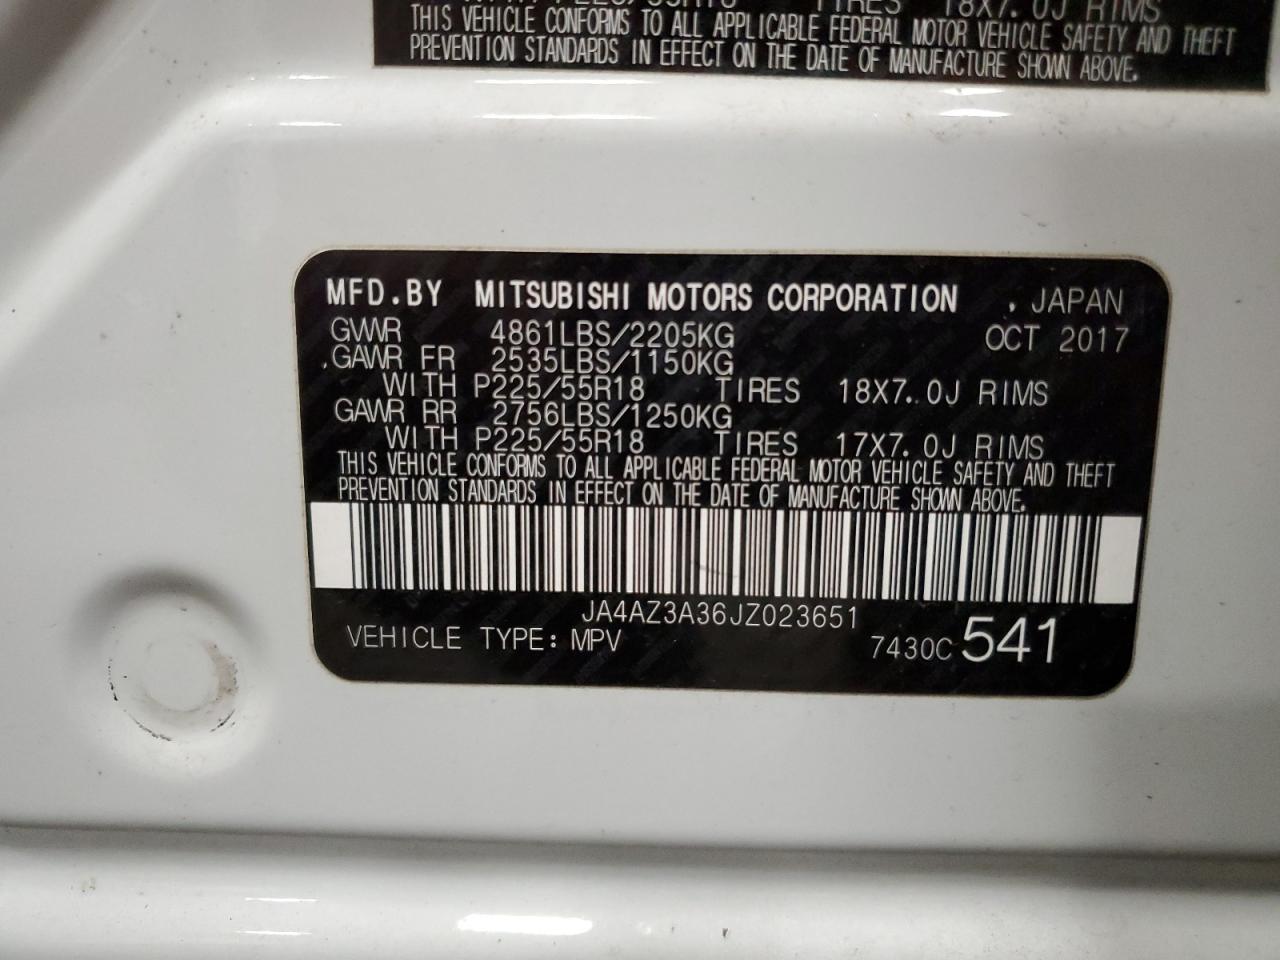 TIRES 18X7.0J RIMS
THIS VEHICLE CONFORMS TO ALL APPLICABLE FEDERAL MOTOR VEHICLE SAFETY AND THEFT
PREVENTION STANDARDS IN EFFECT ON THE DATE OF MANUFACTURE SHOWN ABOVE.
MFD.BY MITSUBISHI MOTORS CORPORATION , JAPAN
GVWR 4861LBS/2205KG OCT 2017
.GAWR FR 2535LBS/1150KG
WITH P225/55R18 TIRES 18X7.0J RIMS
GAWR RR 2756LBS/1250KG
WITH P225/55R18 TIRES 17X7.0J RIMS
THIS VEHICLE CONFORMS TO ALL APPLICABLE FEDERAL MOTOR VEHICLE SAFETY AND THEFT
PREVENTION STANDARDS IN EFFECT ON THE DATE OF MANUFACTURE SHOWN ABOVE.
JA4AZ3A36JZ023651
VEHICLE TYPE: MPV 7430C 541